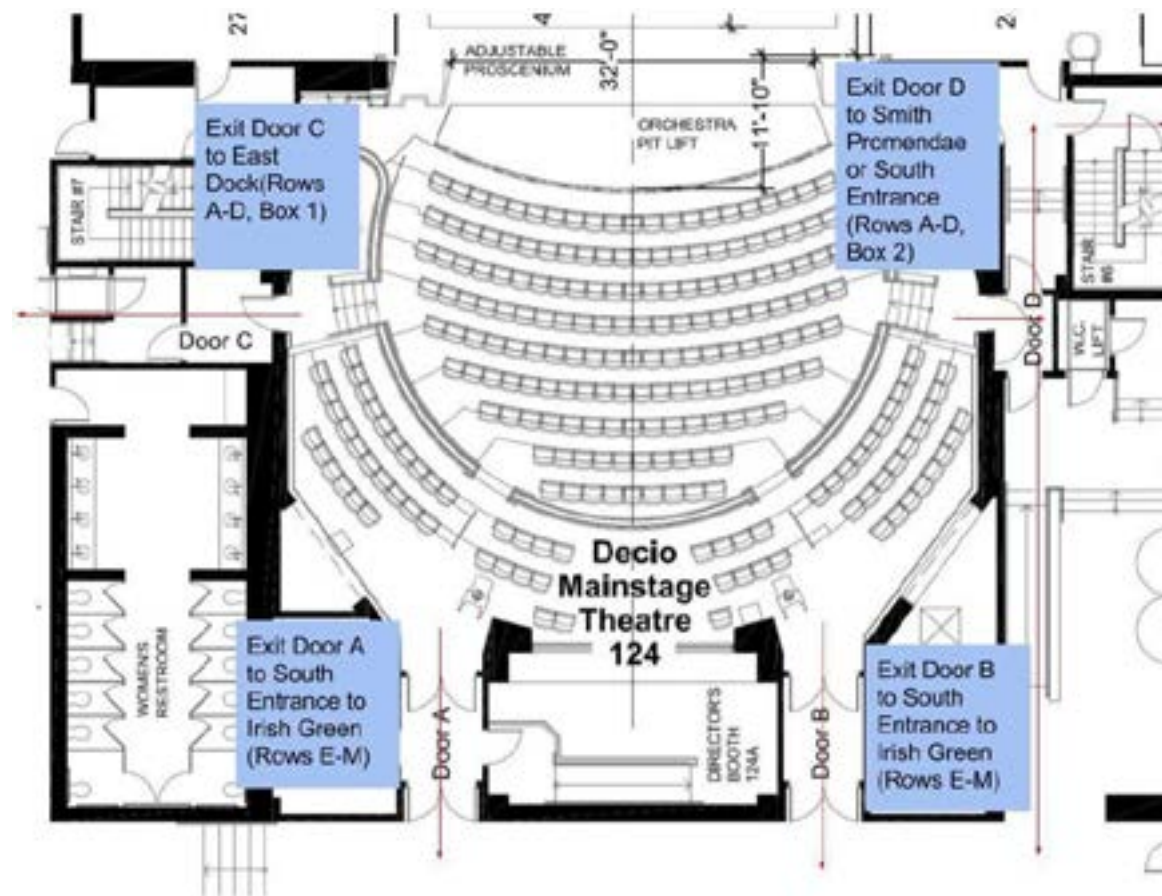 27
4
2
ADJUSTABLE
PROSCENIUM
32'-0"
11'-10"
ORCHESTRA
PIT LIFT
Exit Door C
to East
Dock(Rows
A-D, Box 1)
Exit Door D
to Smith
Promendae
or South
Entrance
(Rows A-D,
Box 2)
STAIR #7
STAIR
#6
Door C
Door D
W.C.
LIFT
Decio
Mainstage
Theatre
124
WOMEN'S
RESTROOM
Exit Door A
to South
Entrance to
Irish Green
(Rows E-M)
Door A
DIRECTOR'S
BOOTH
124A
Door B
Exit Door B
to South
Entrance to
Irish Green
(Rows E-M)